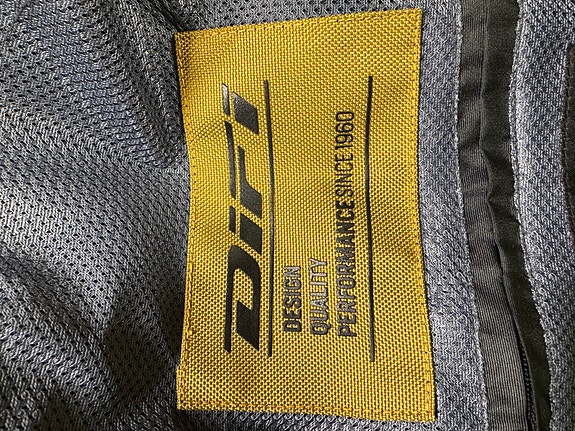 DiFi
DESIGN
QUALITY
PERFORMANCE SINCE 1960